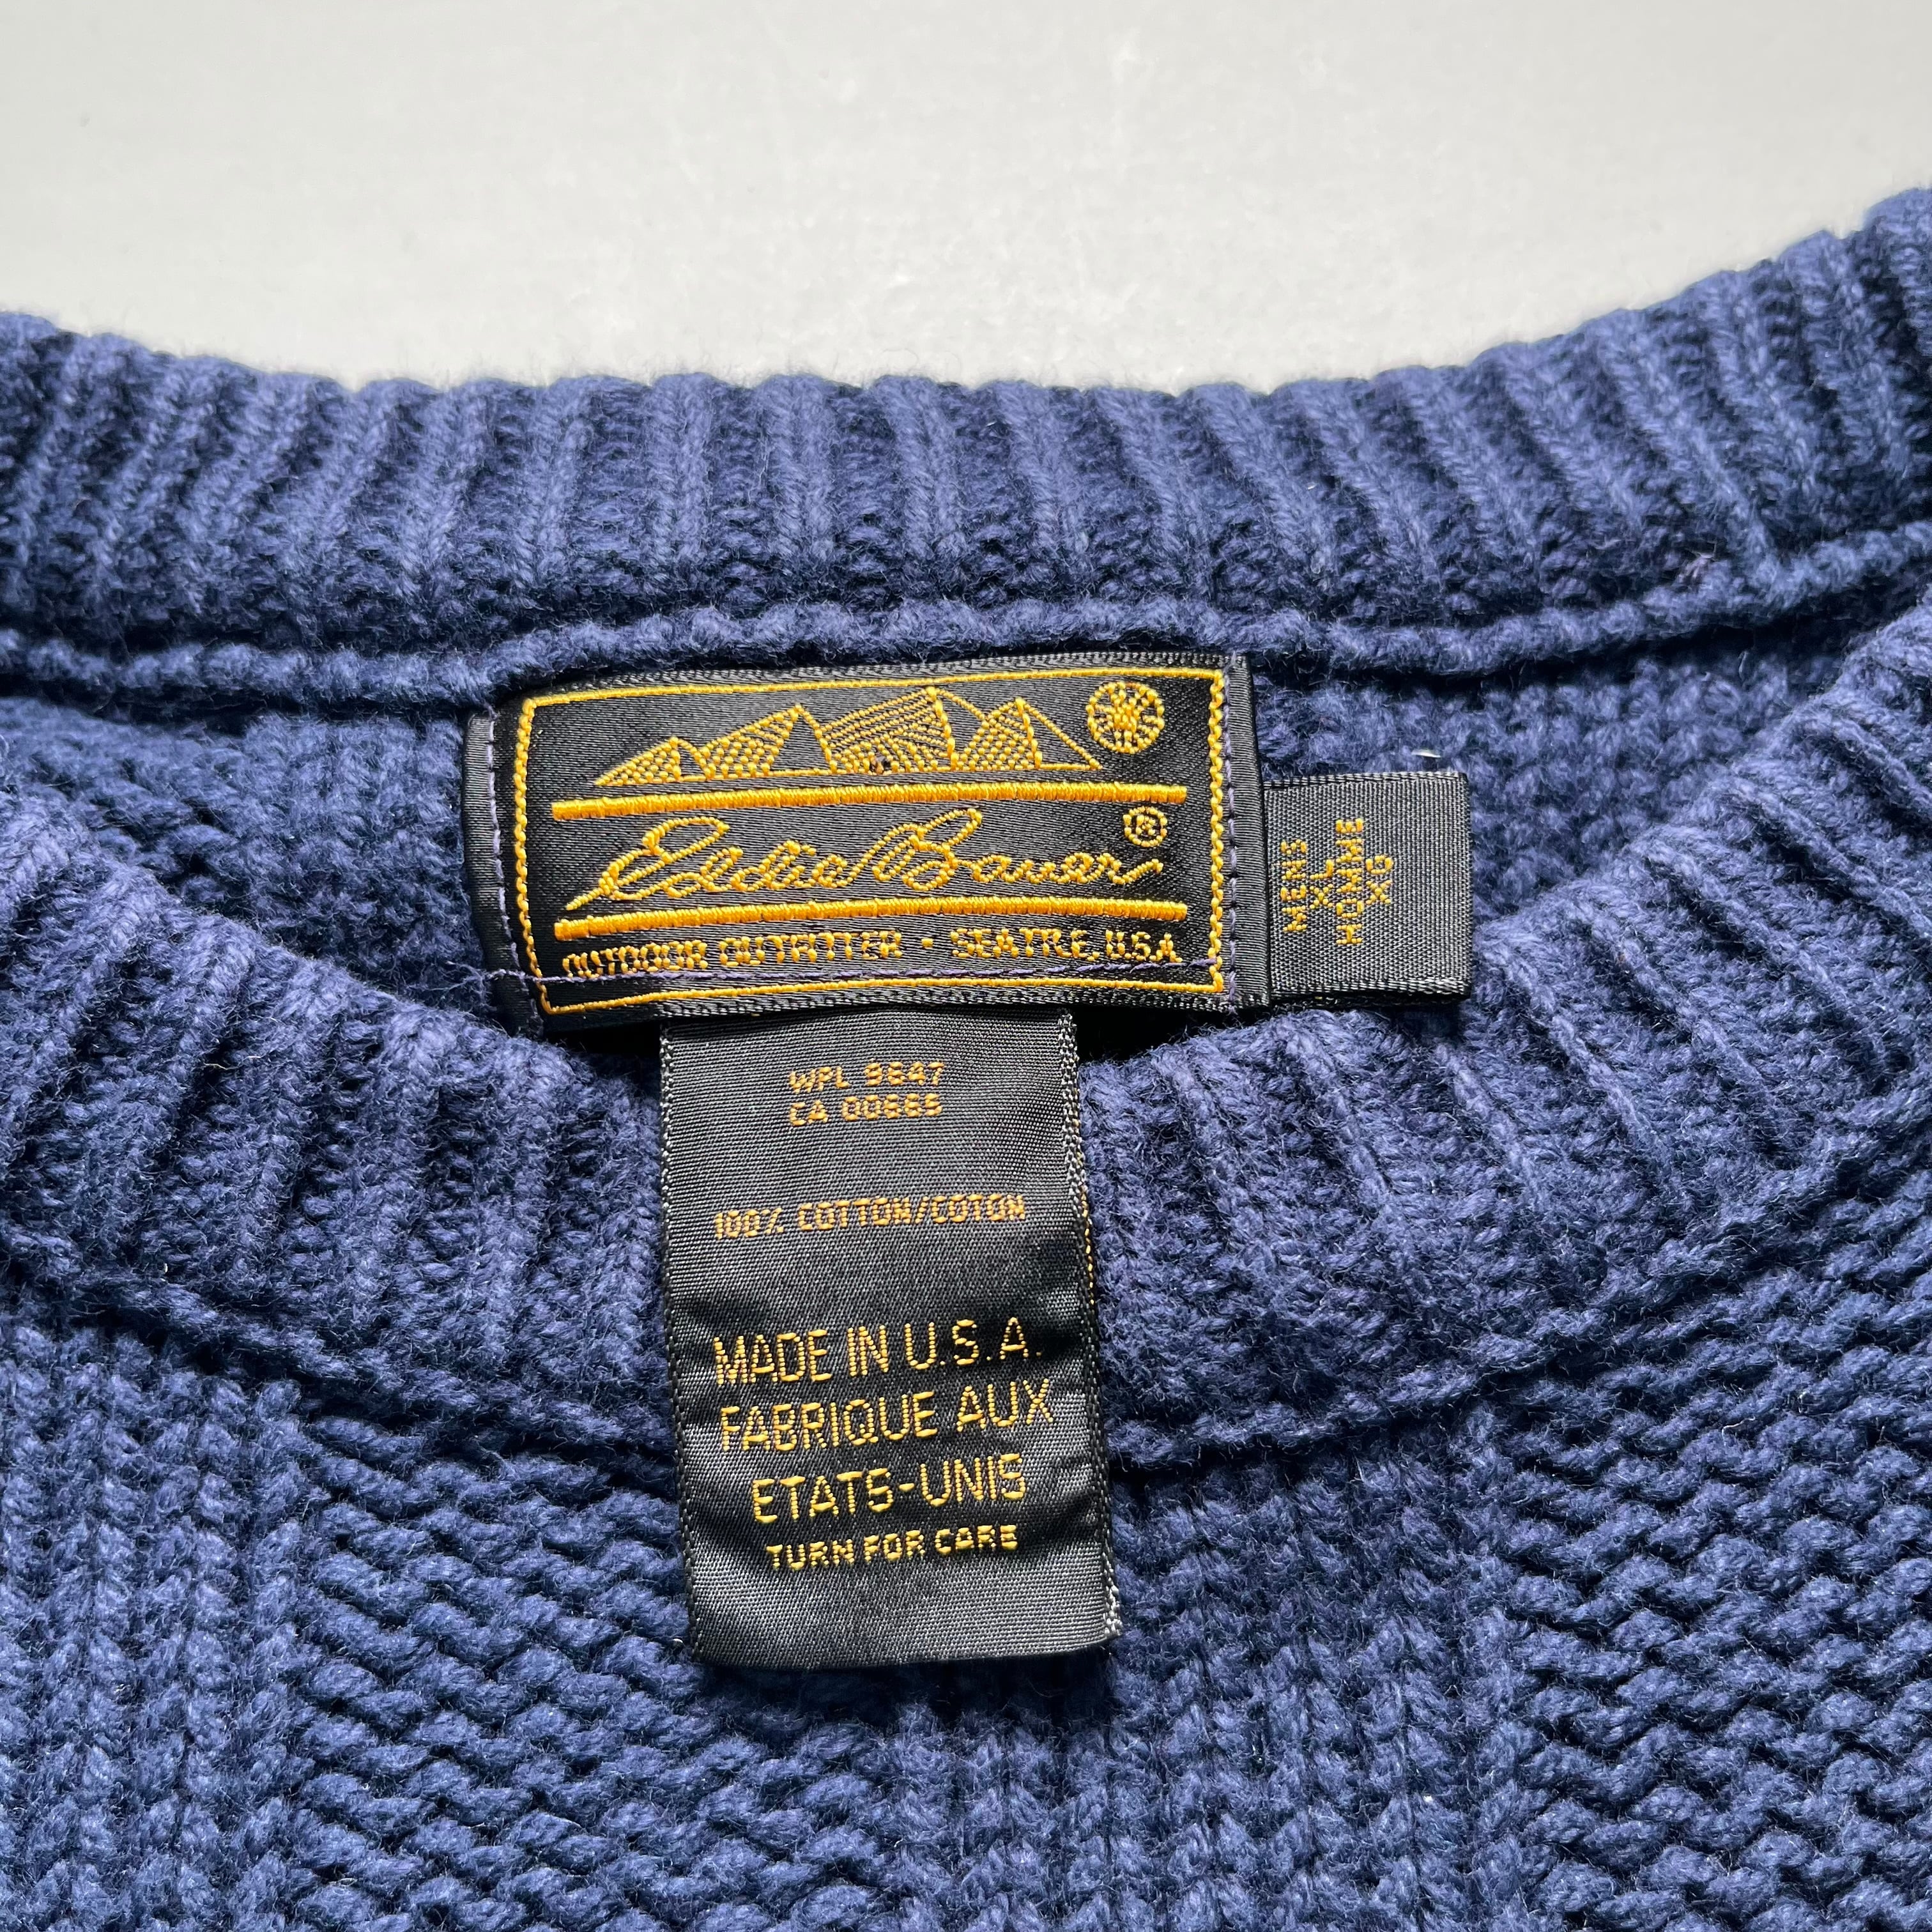 Eddie Bauer ®
OUTDOOR OUTFITTER · SEATTLE, U.S.A
MENS
XL
HOMME
XG
WPL 9647
CA 00665
100% COTTON/COTON
MADE IN U.S.A.
FABRIQUE AUX
ETATS-UNIS
TURN FOR CARE